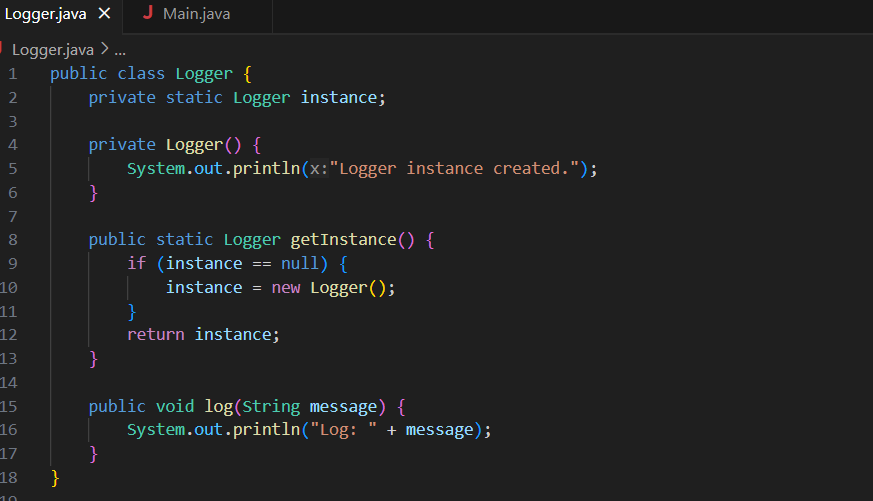 Logger.java × J Main.java
Logger.java > ...
1 public class Logger {
2     private static Logger instance;
3
4     private Logger() {
5         System.out.println(x:"Logger instance created.");
6     }
7
8     public static Logger getInstance() {
9         if (instance == null) {
10             instance = new Logger();
11         }
12         return instance;
13     }
14
15     public void log(String message) {
16         System.out.println("Log: " + message);
17     }
18 }
19